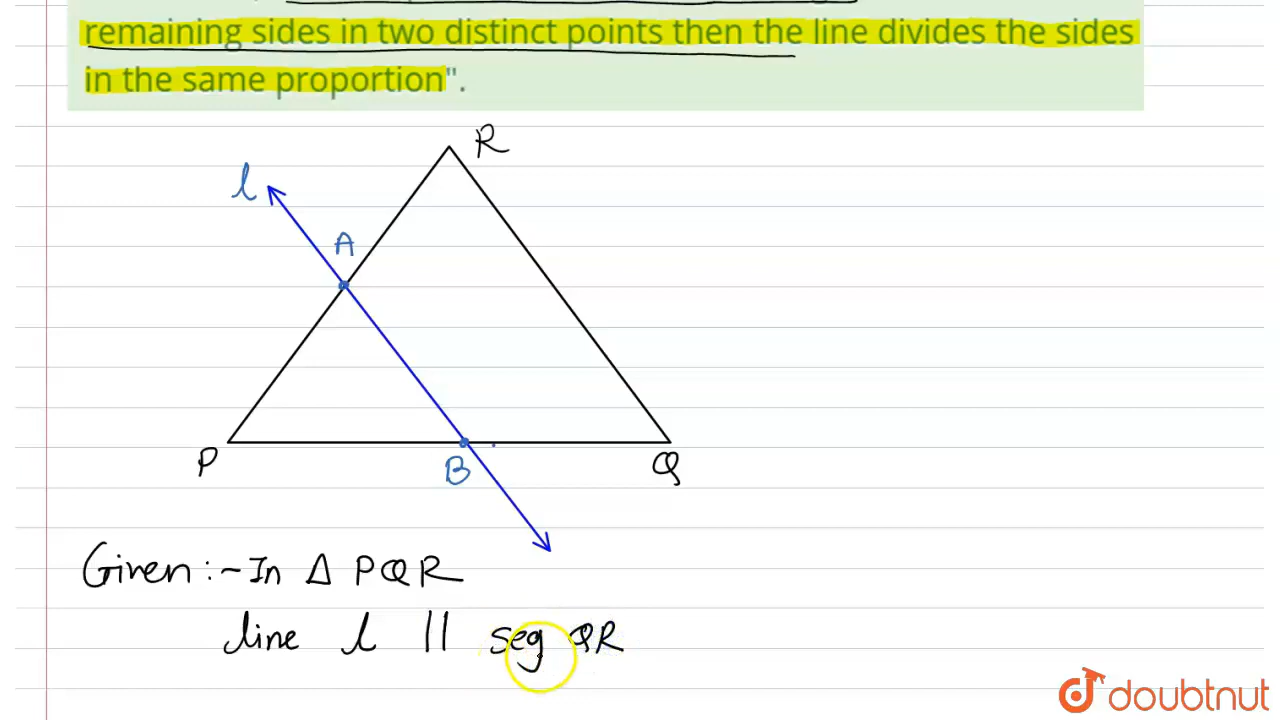 remaining sides in two distinct points then the line divides the sides
in the same proportion".
R
l
A
P
B
Q
Given :- In Δ PQR
line l || seg QR
doubtnut